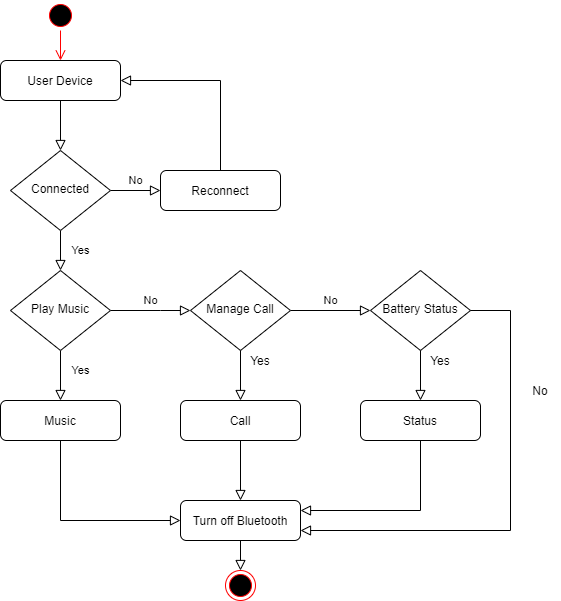 User Device
Connected
No
Reconnect
Yes
Play Music
No
Manage Call
No
Battery Status
Yes
Yes
Yes
No
Music
Call
Status
Turn off Bluetooth